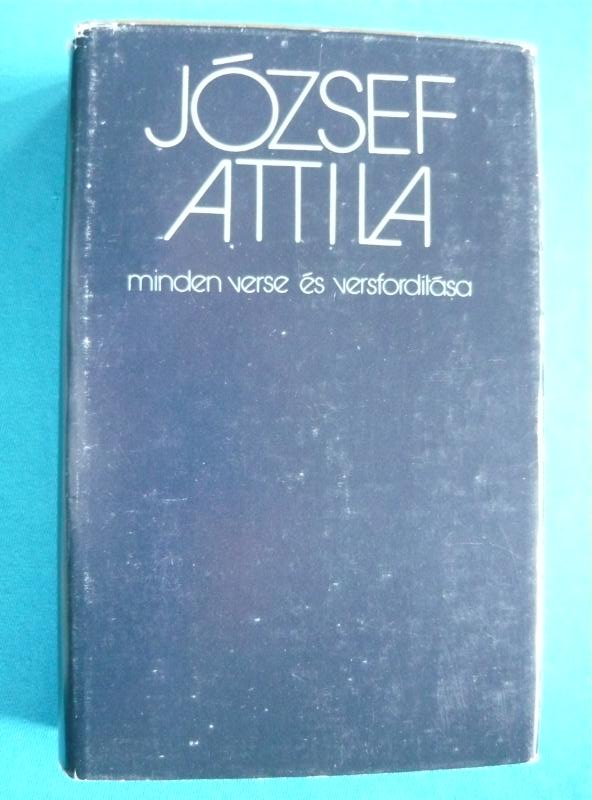 JÓZSEF
ATTILA
minden verse és versfordítása